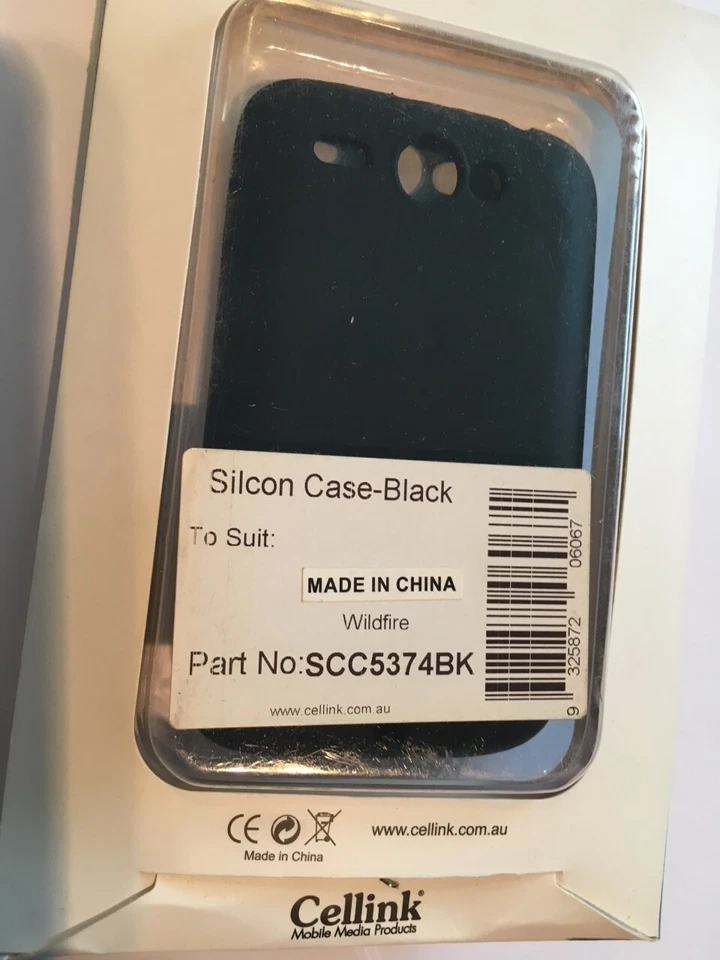 Silcon Case-Black
To Suit:
MADE IN CHINA
Wildfire
Part No:SCC5374BK
www.cellink.com.au
9 325872 06067
CE www.cellink.com.au
Made in China
Cellink®
Mobile Media Products